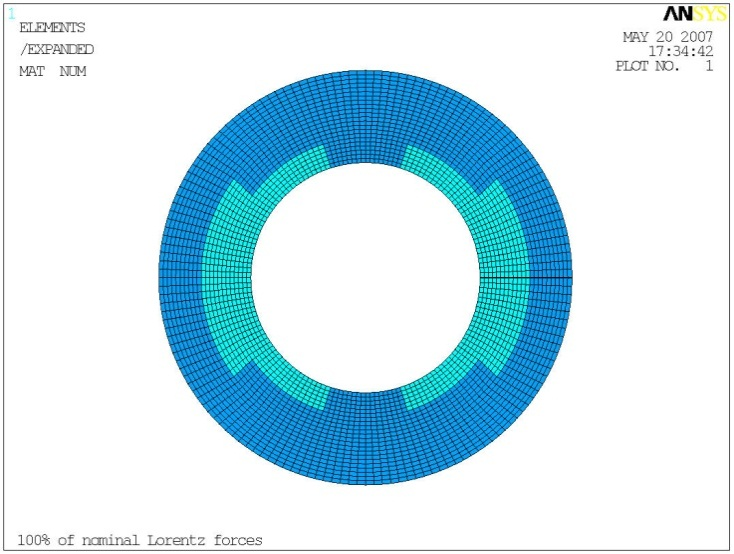 1
ELEMENTS
/EXPANDED
MAT NUM
ANSYS
MAY 20 2007
17:34:42
PLOT NO. 1
100% of nominal Lorentz forces